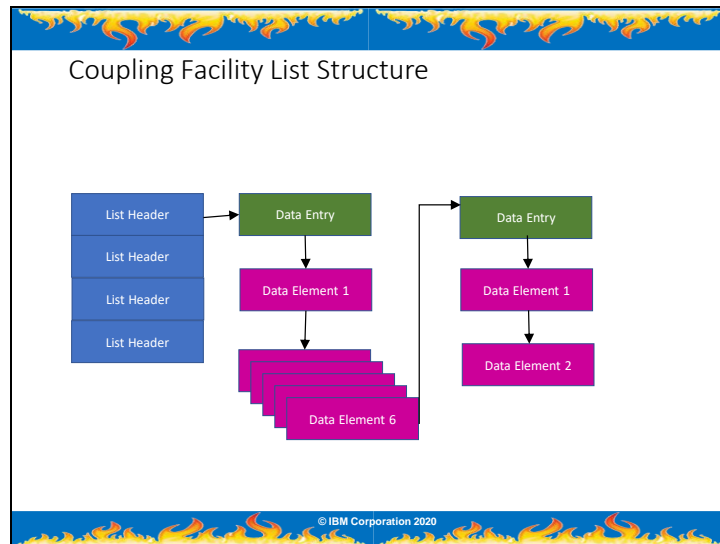 Coupling Facility List Structure
List Header
Data Entry
Data Entry
List Header
List Header
Data Element 1
Data Element 1
List Header
Data Element 2
Data Element 6
© IBM Corporation 2020